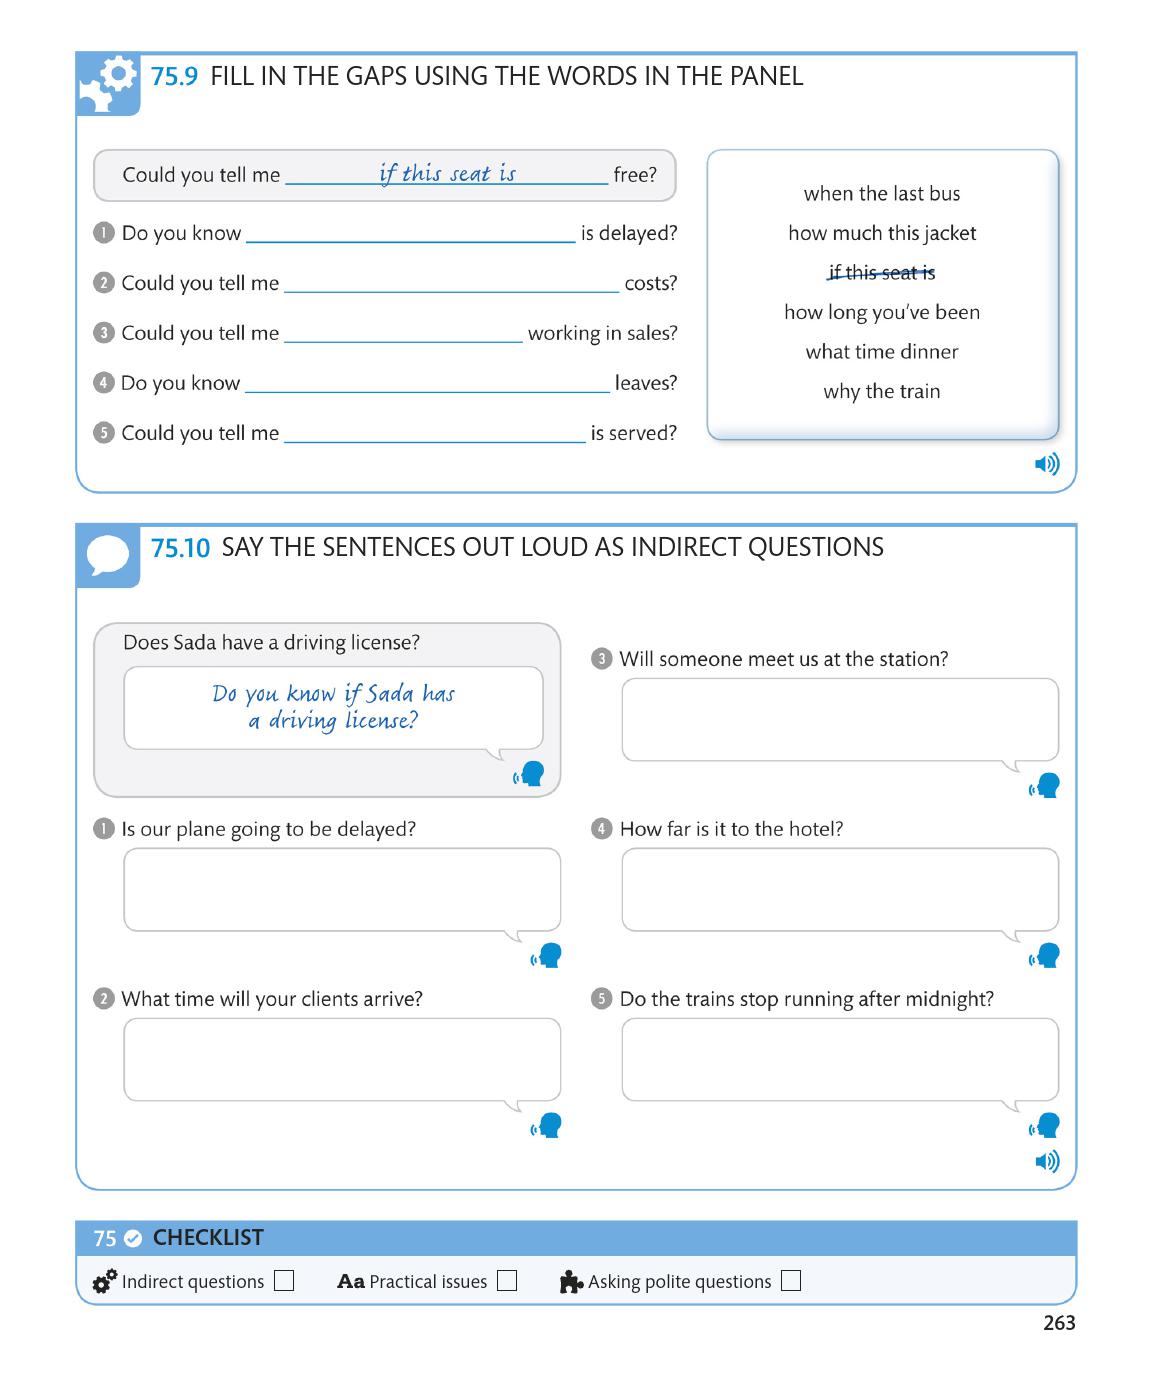 75.9 FILL IN THE GAPS USING THE WORDS IN THE PANEL
Could you tell me if this seat is free?
1 Do you know is delayed?
2 Could you tell me costs?
3 Could you tell me working in sales?
4 Do you know leaves?
5 Could you tell me is served?
when the last bus
how much this jacket
if this seat is
how long you've been
what time dinner
why the train
75.10 SAY THE SENTENCES OUT LOUD AS INDIRECT QUESTIONS
Does Sada have a driving license?
Do you know if Sada has
a driving license?
1 Is our plane going to be delayed?
2 What time will your clients arrive?
3 Will someone meet us at the station?
4 How far is it to the hotel?
5 Do the trains stop running after midnight?
75 CHECKLIST
Indirect questions Aa Practical issues Asking polite questions
263